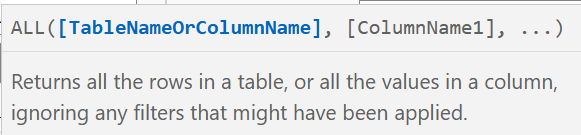 ALL([TableNameOrColumnName], [ColumnName1], ...)
Returns all the rows in a table, or all the values in a column,
ignoring any filters that might have been applied.